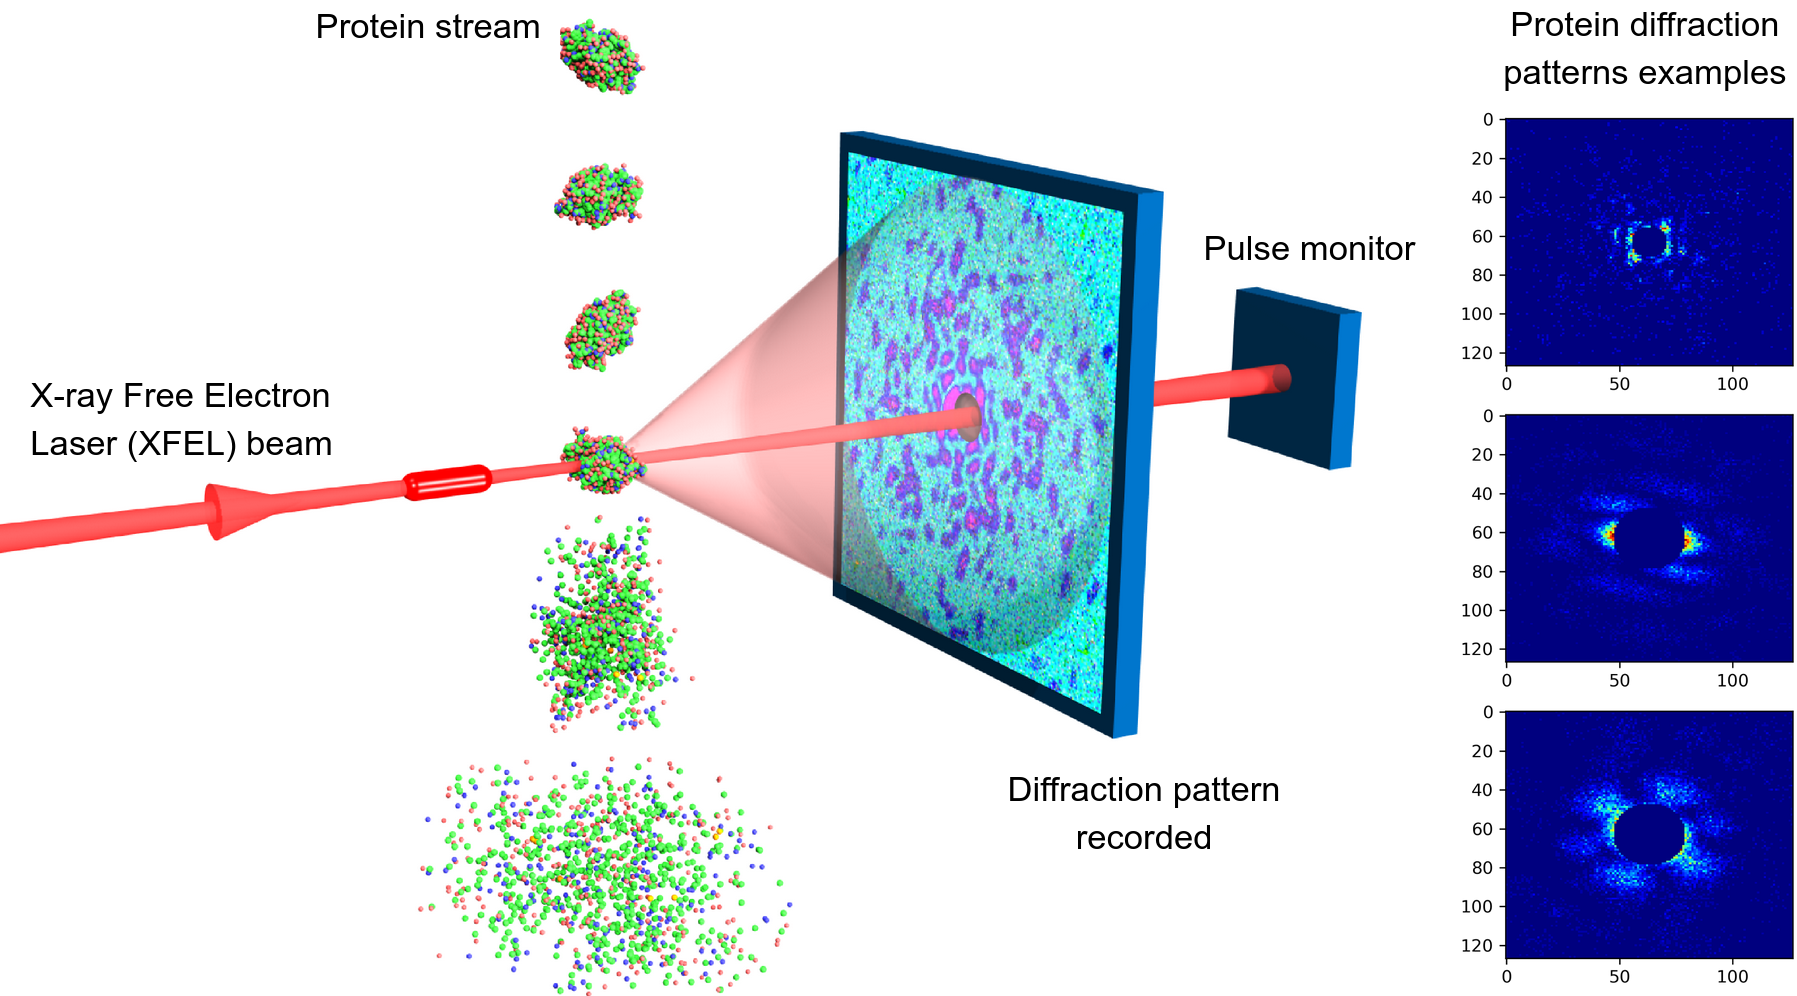 Protein stream
X-ray Free Electron
Laser (XFEL) beam
Pulse monitor
Diffraction pattern
recorded
Protein diffraction
patterns examples
0
20
40
60
80
100
120
0 50 100
0
20
40
60
80
100
120
0 50 100
0
20
40
60
80
100
120
0 50 100